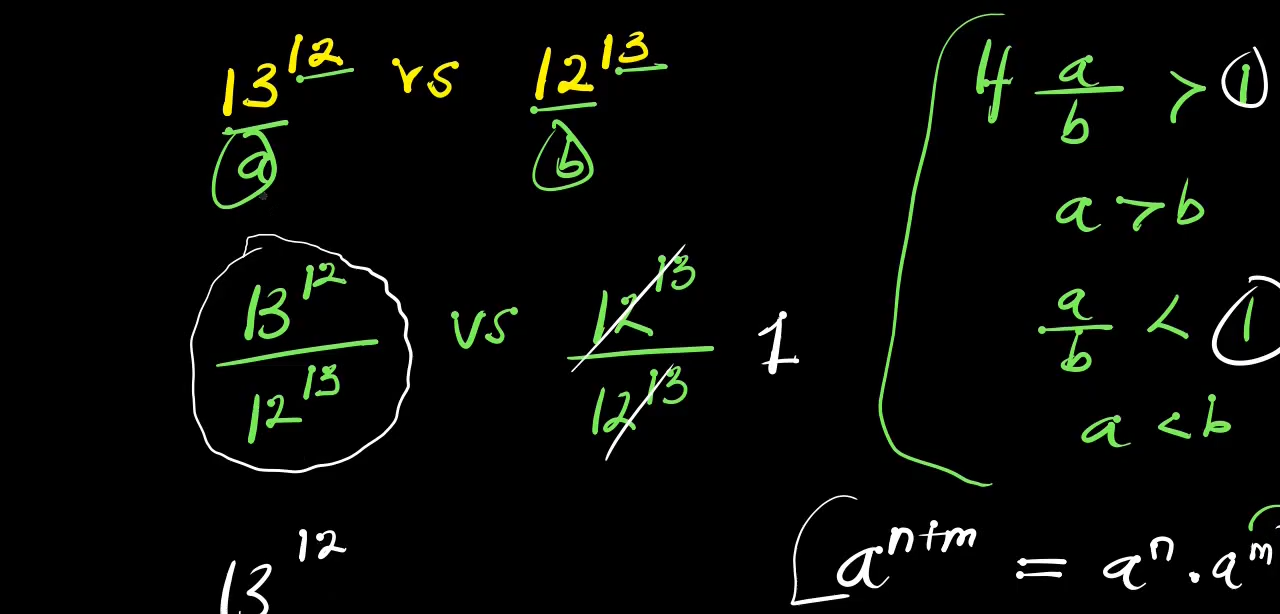 13^12 vs 12^13
a b
13^12 / 12^13 vs 12^13 / 12^13 1
13^12
If a/b > 1
a > b
a/b < 1
a < b
a^(n+m) = a^n . a^m